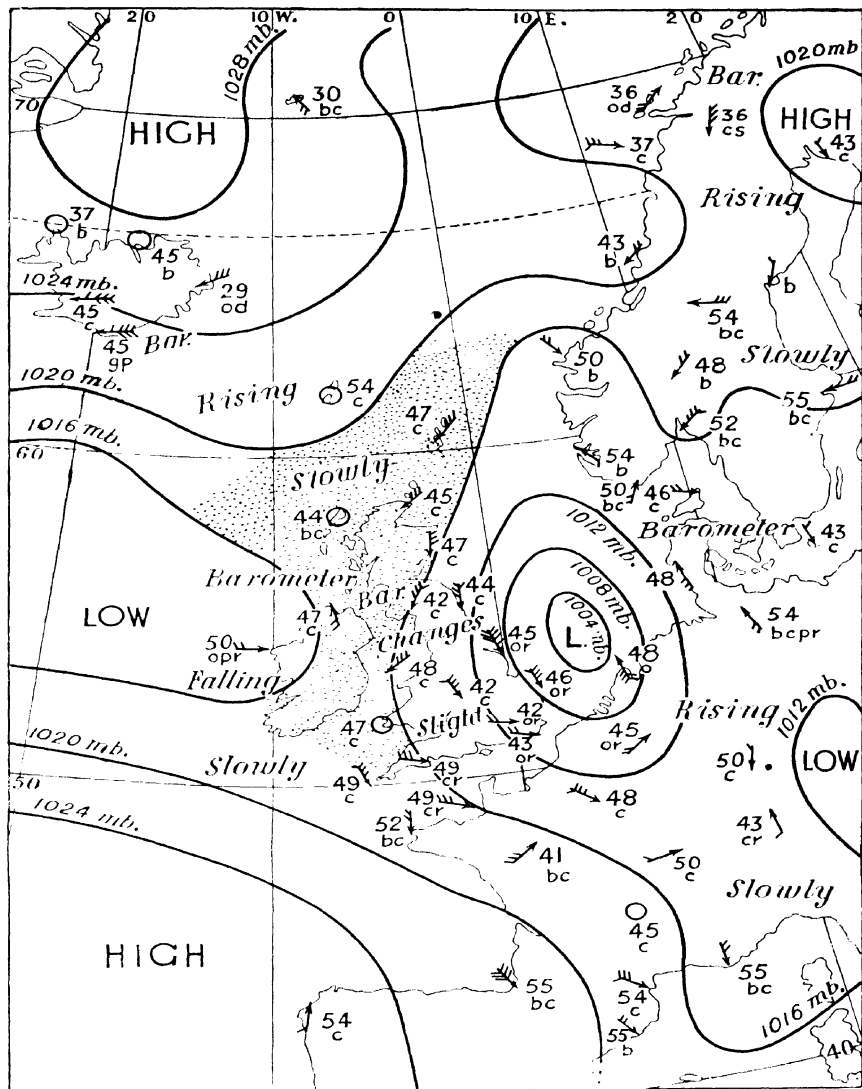 20 10 W. 0 10 E. 20
1028 mb.
1020 mb
30
bc
36
od
Bar.
36
cs
70
HIGH
HIGH
43
c
37
c
Rising
37
b
45
b
43
b
1024 mb.
29
od
b
45
c
45
gp
Bar.
54
bc
1020 mb.
Rising
54
c
50
b
48
b
Slowly
55
bc
1016 mb.
47
c
52
bc
60
Slowly
54
b
45
c
50
bc
46
c
44
bc
1012 mb.
Barometer
43
c
47
c
Barometer
Bar.
44
c
1008 mb.
48
42
c
1004 mb.
LOW
47
c
Changes
54
bcpr
50
opr
45
or
L.
48
o
48
c
46
or
Falling
42
c
42
or
Rising
1012 mb.
Slight
47
c
45
or
1020 mb.
43
or
50
c
LOW
Slowly
49
c
49
cr
50
1024 mb.
49
cr
48
c
52
bc
43
cr
41
bc
50
c
Slowly
HIGH
45
c
55
bc
55
bc
54
c
1016 mb.
54
c
55
b
40